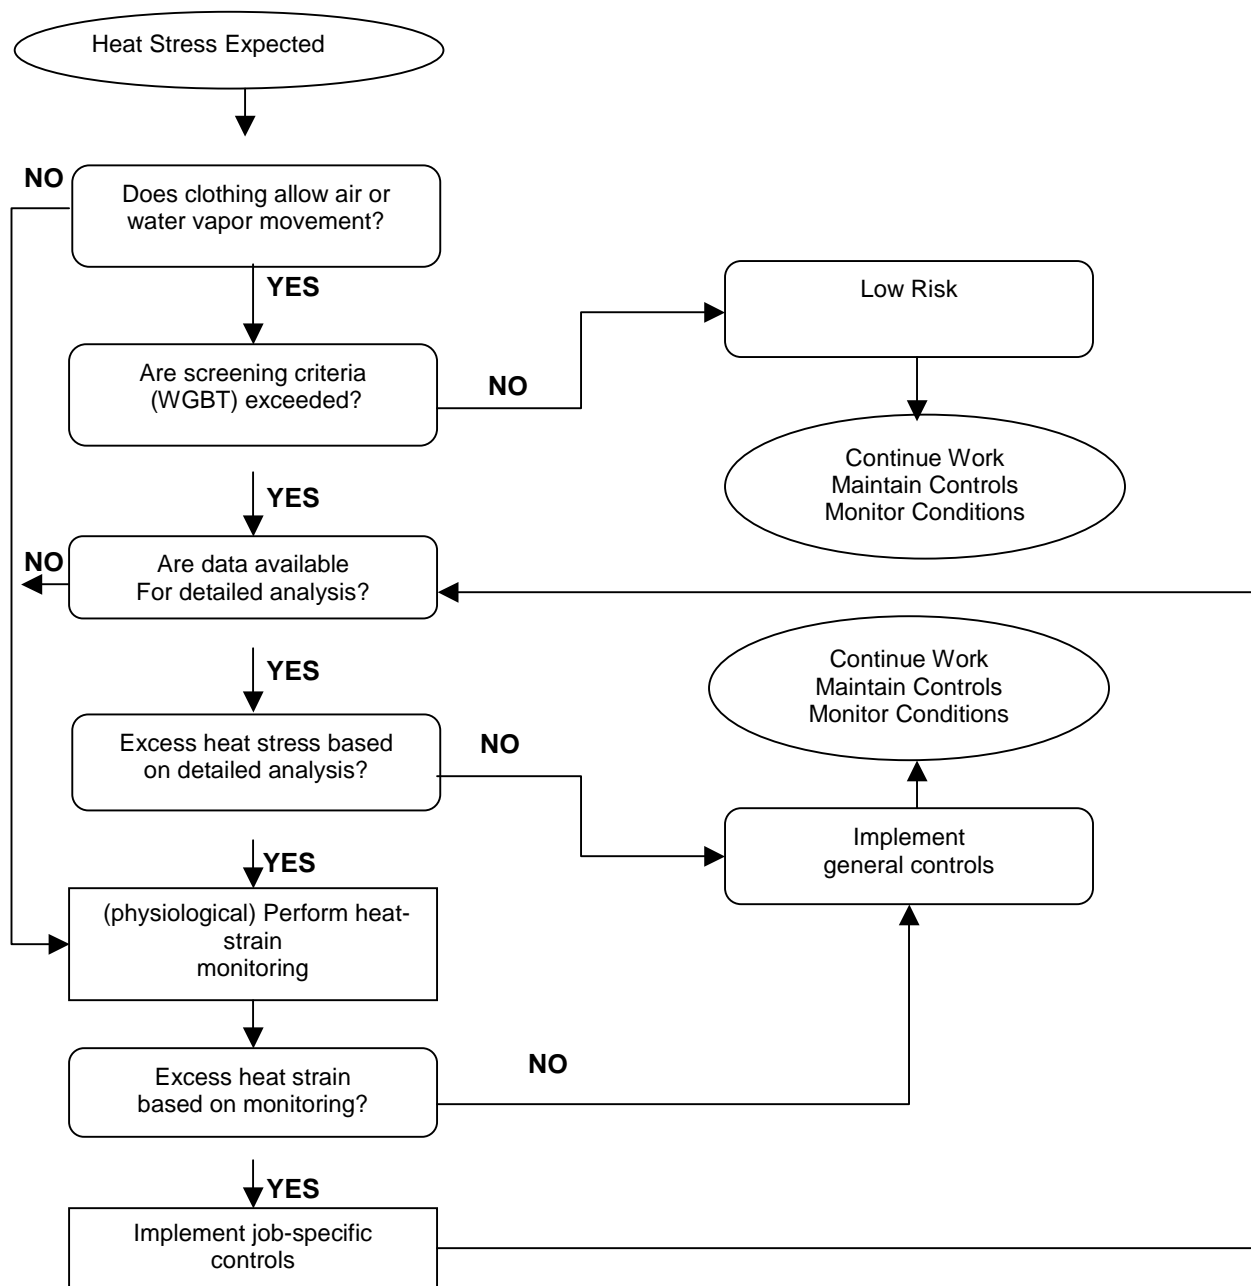 Heat Stress Expected
NO
Does clothing allow air or
water vapor movement?
YES
Low Risk
Are screening criteria
(WGBT) exceeded?
NO
Continue Work
Maintain Controls
Monitor Conditions
YES
NO
Are data available
For detailed analysis?
Continue Work
Maintain Controls
Monitor Conditions
YES
Excess heat stress based
on detailed analysis?
NO
Implement
general controls
YES
(physiological) Perform heat-
strain
monitoring
Excess heat strain
based on monitoring?
NO
YES
Implement job-specific
controls